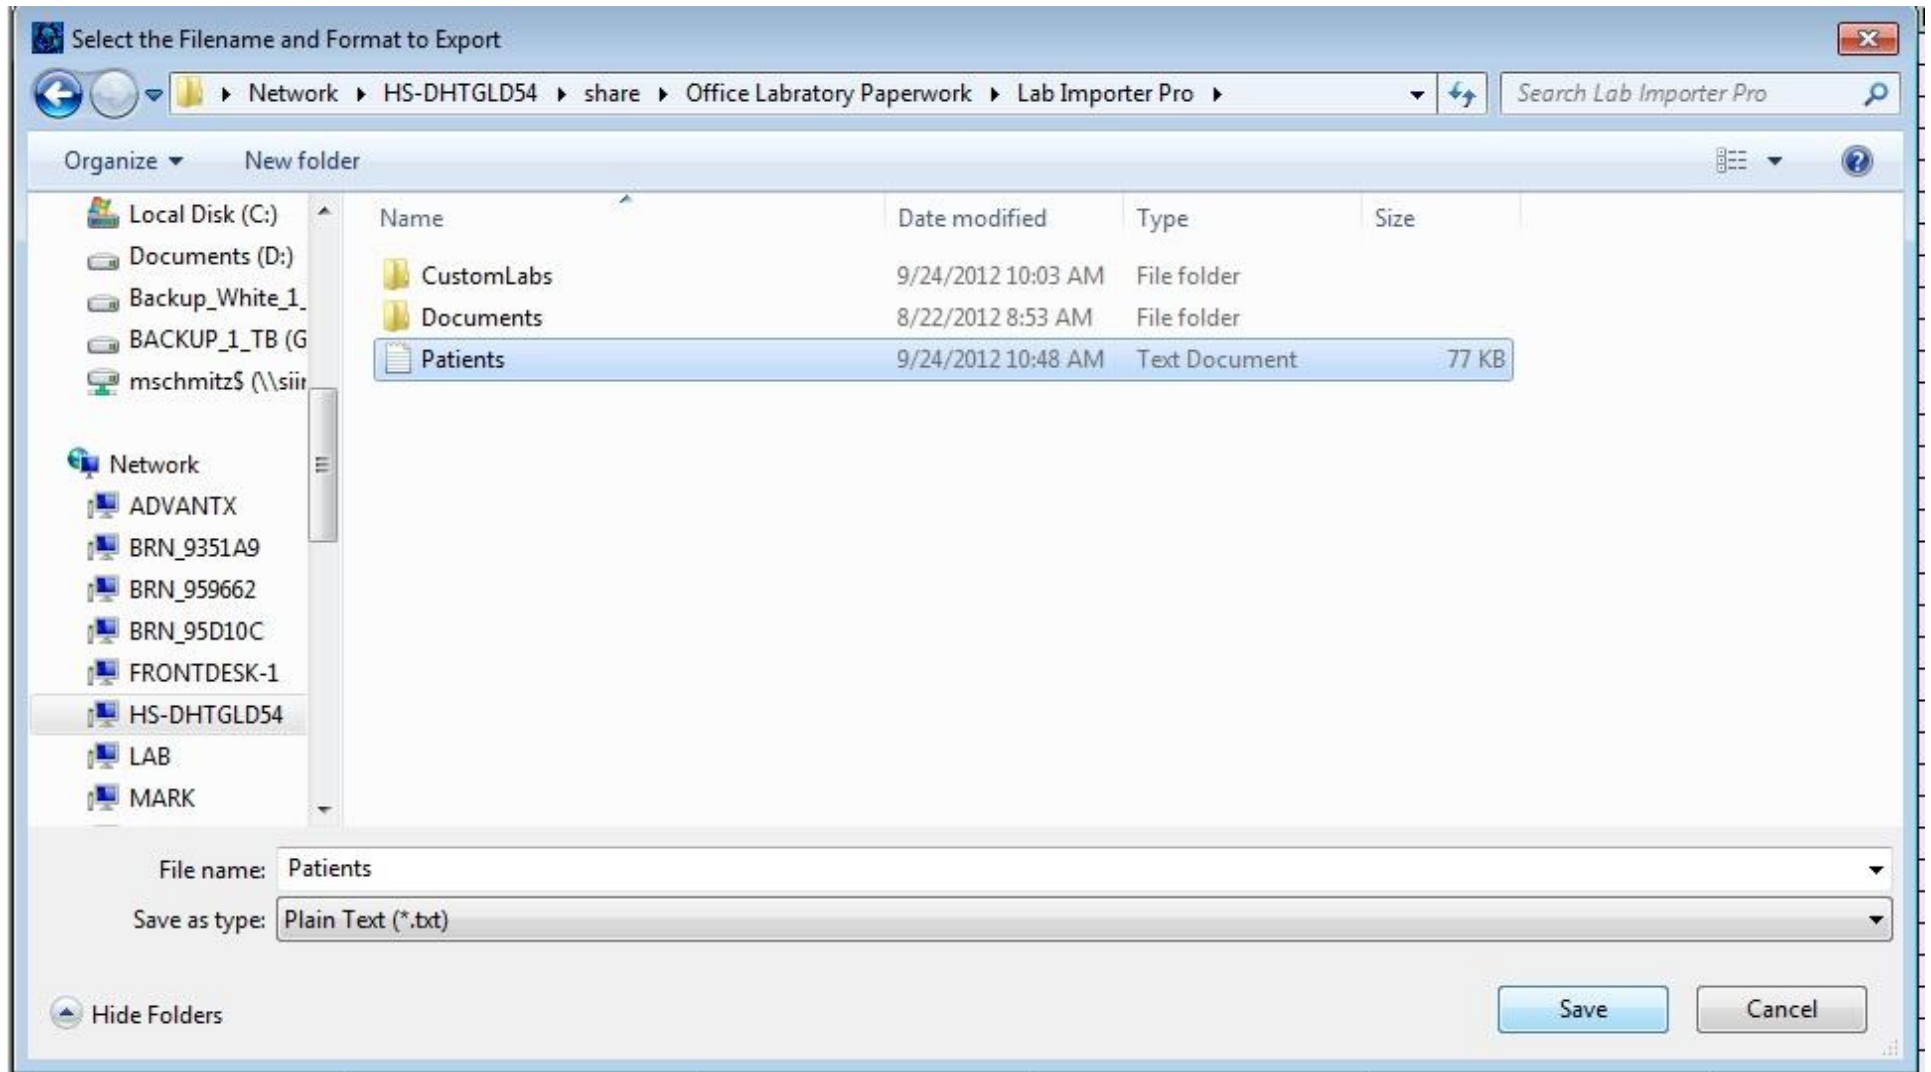 Select the Filename and Format to Export
Network HS-DHTGLD54 share Office Labratory Paperwork Lab Importer Pro
Search Lab Importer Pro
Organize New folder
Local Disk (C:)
Documents (D:)
Backup_White_1_
BACKUP_1_TB (G
mschmitz$ (\\siir
Network
ADVANTX
BRN_9351A9
BRN_959662
BRN_95D10C
FRONTDESK-1
HS-DHTGLD54
LAB
MARK
Name Date modified Type Size
CustomLabs 9/24/2012 10:03 AM File folder
Documents 8/22/2012 8:53 AM File folder
Patients 9/24/2012 10:48 AM Text Document 77 KB
File name: Patients
Save as type: Plain Text (*.txt)
Hide Folders
Save Cancel